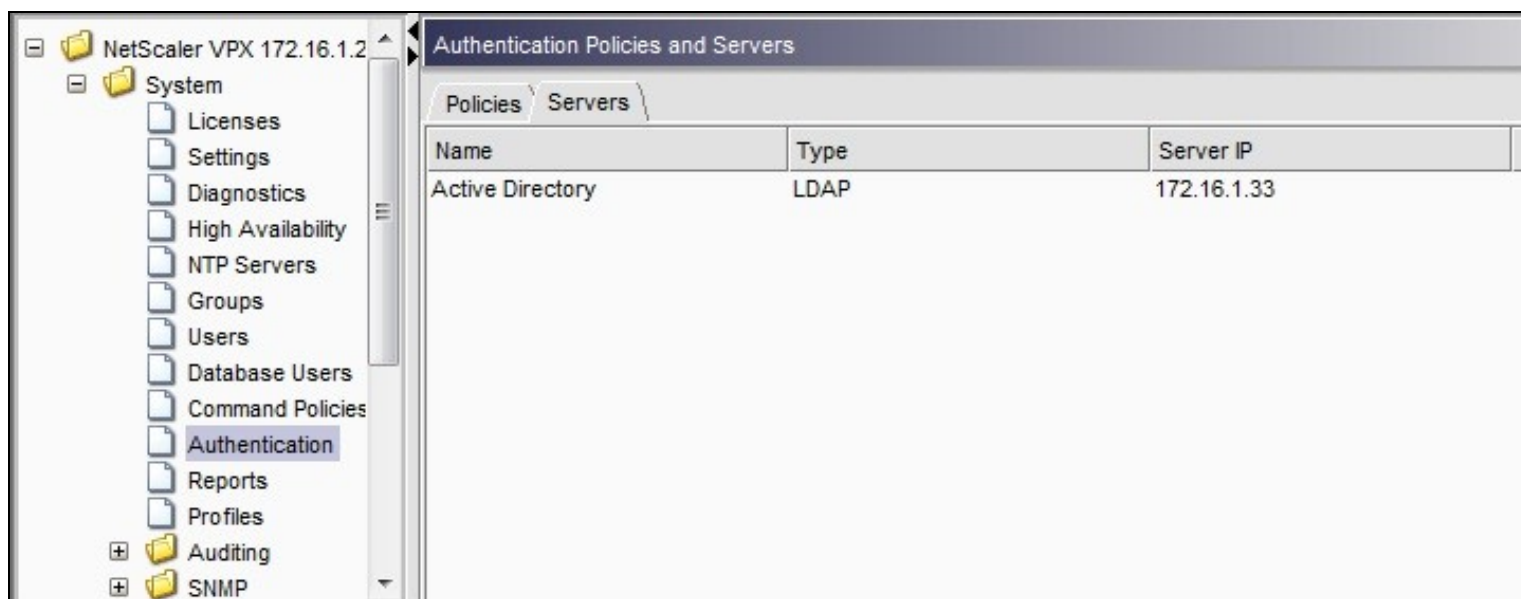 NetScaler VPX 172.16.1.2
System
Licenses
Settings
Diagnostics
High Availability
NTP Servers
Groups
Users
Database Users
Command Policies
Authentication
Reports
Profiles
Auditing
SNMP
Authentication Policies and Servers
Policies Servers
Name Type Server IP
Active Directory LDAP 172.16.1.33